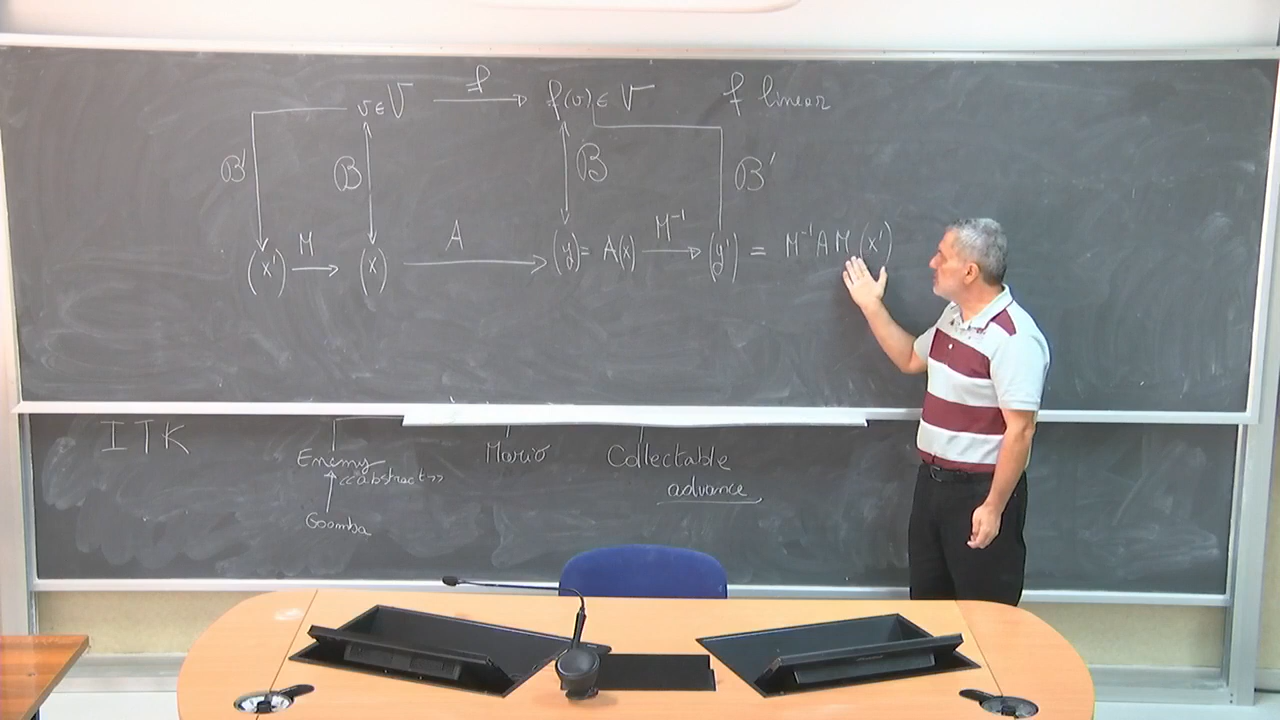 v ∈ V f f(v) ∈ V f linear
B' B B B'
(x') M (x) A (y) = A(x) M⁻¹ (y') = M⁻¹AM (x')
ITK
Enemy Mario Collectable
<<abstract>> advance
Goomba